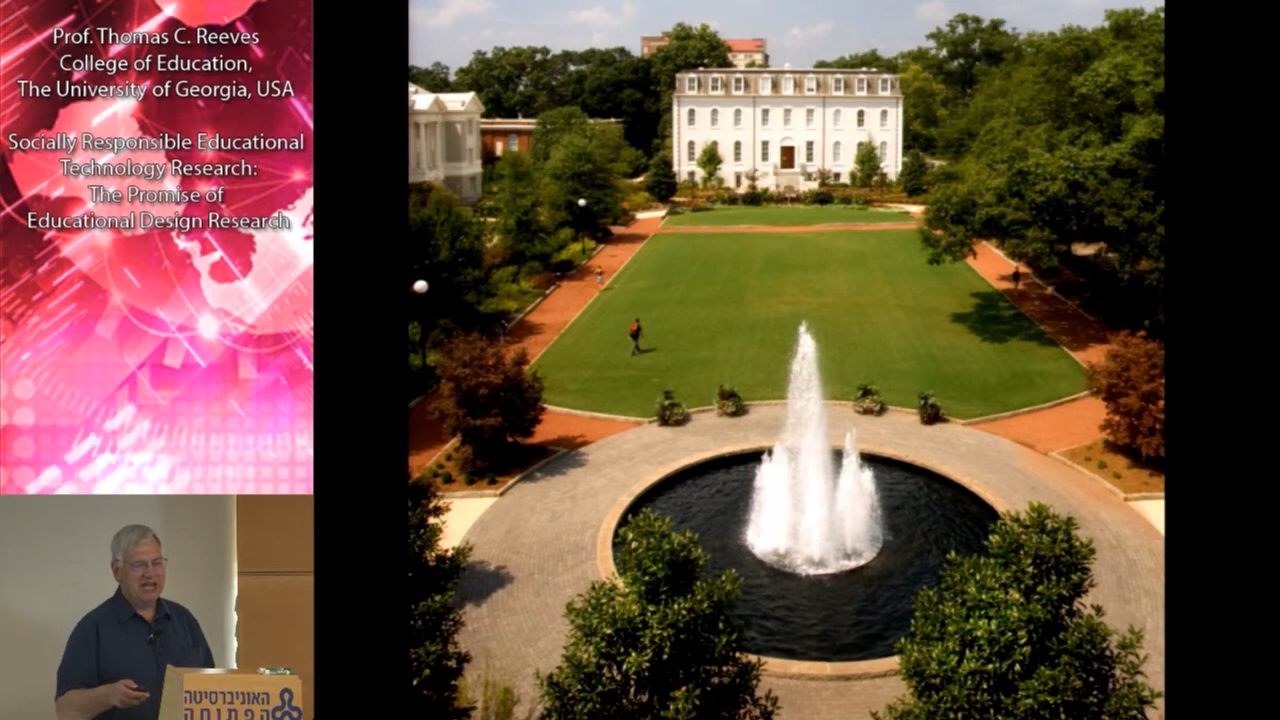 Prof. Thomas C. Reeves
College of Education,
The University of Georgia, USA
Socially Responsible Educational
Technology Research:
The Promise of
Educational Design Research
האוניברסיטה
הפתוחה